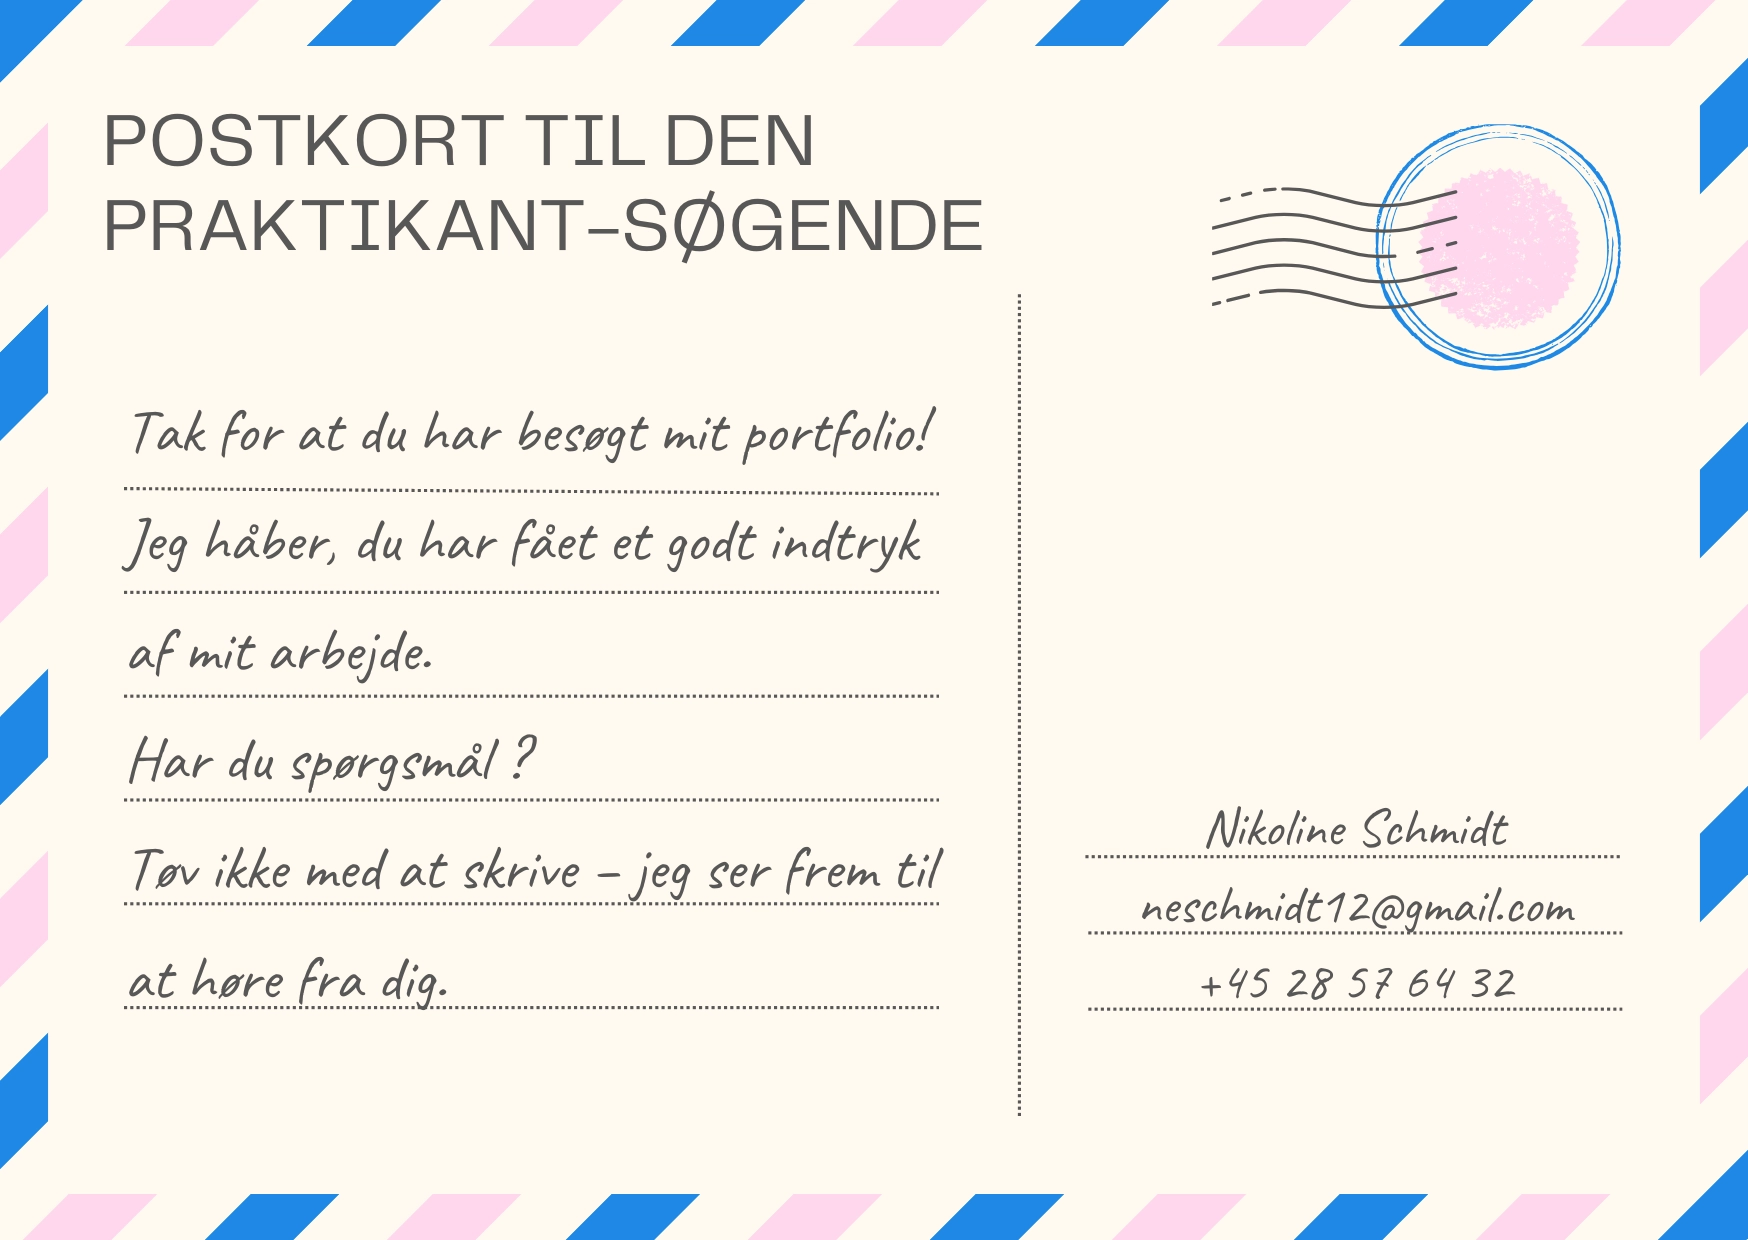 POSTKORT TIL DEN
PRAKTIKANT-SØGENDE
Tak for at du har besøgt mit portfolio!
Jeg håber, du har fået et godt indtryk
af mit arbejde.
Har du spørgsmål ?
Tøv ikke med at skrive – jeg ser frem til
at høre fra dig.
Nikoline Schmidt
neschmidt12@gmail.com
+45 28 57 64 32